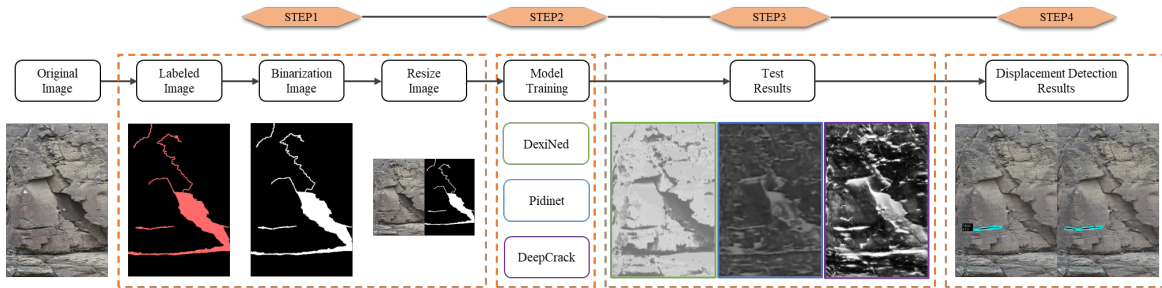 STEP1
STEP2
STEP3
STEP4
Original
Image
Labeled
Image
Binarization
Image
Resize
Image
Model
Training
Test
Results
Displacement Detection
Results
DexiNed
Pidinet
DeepCrack